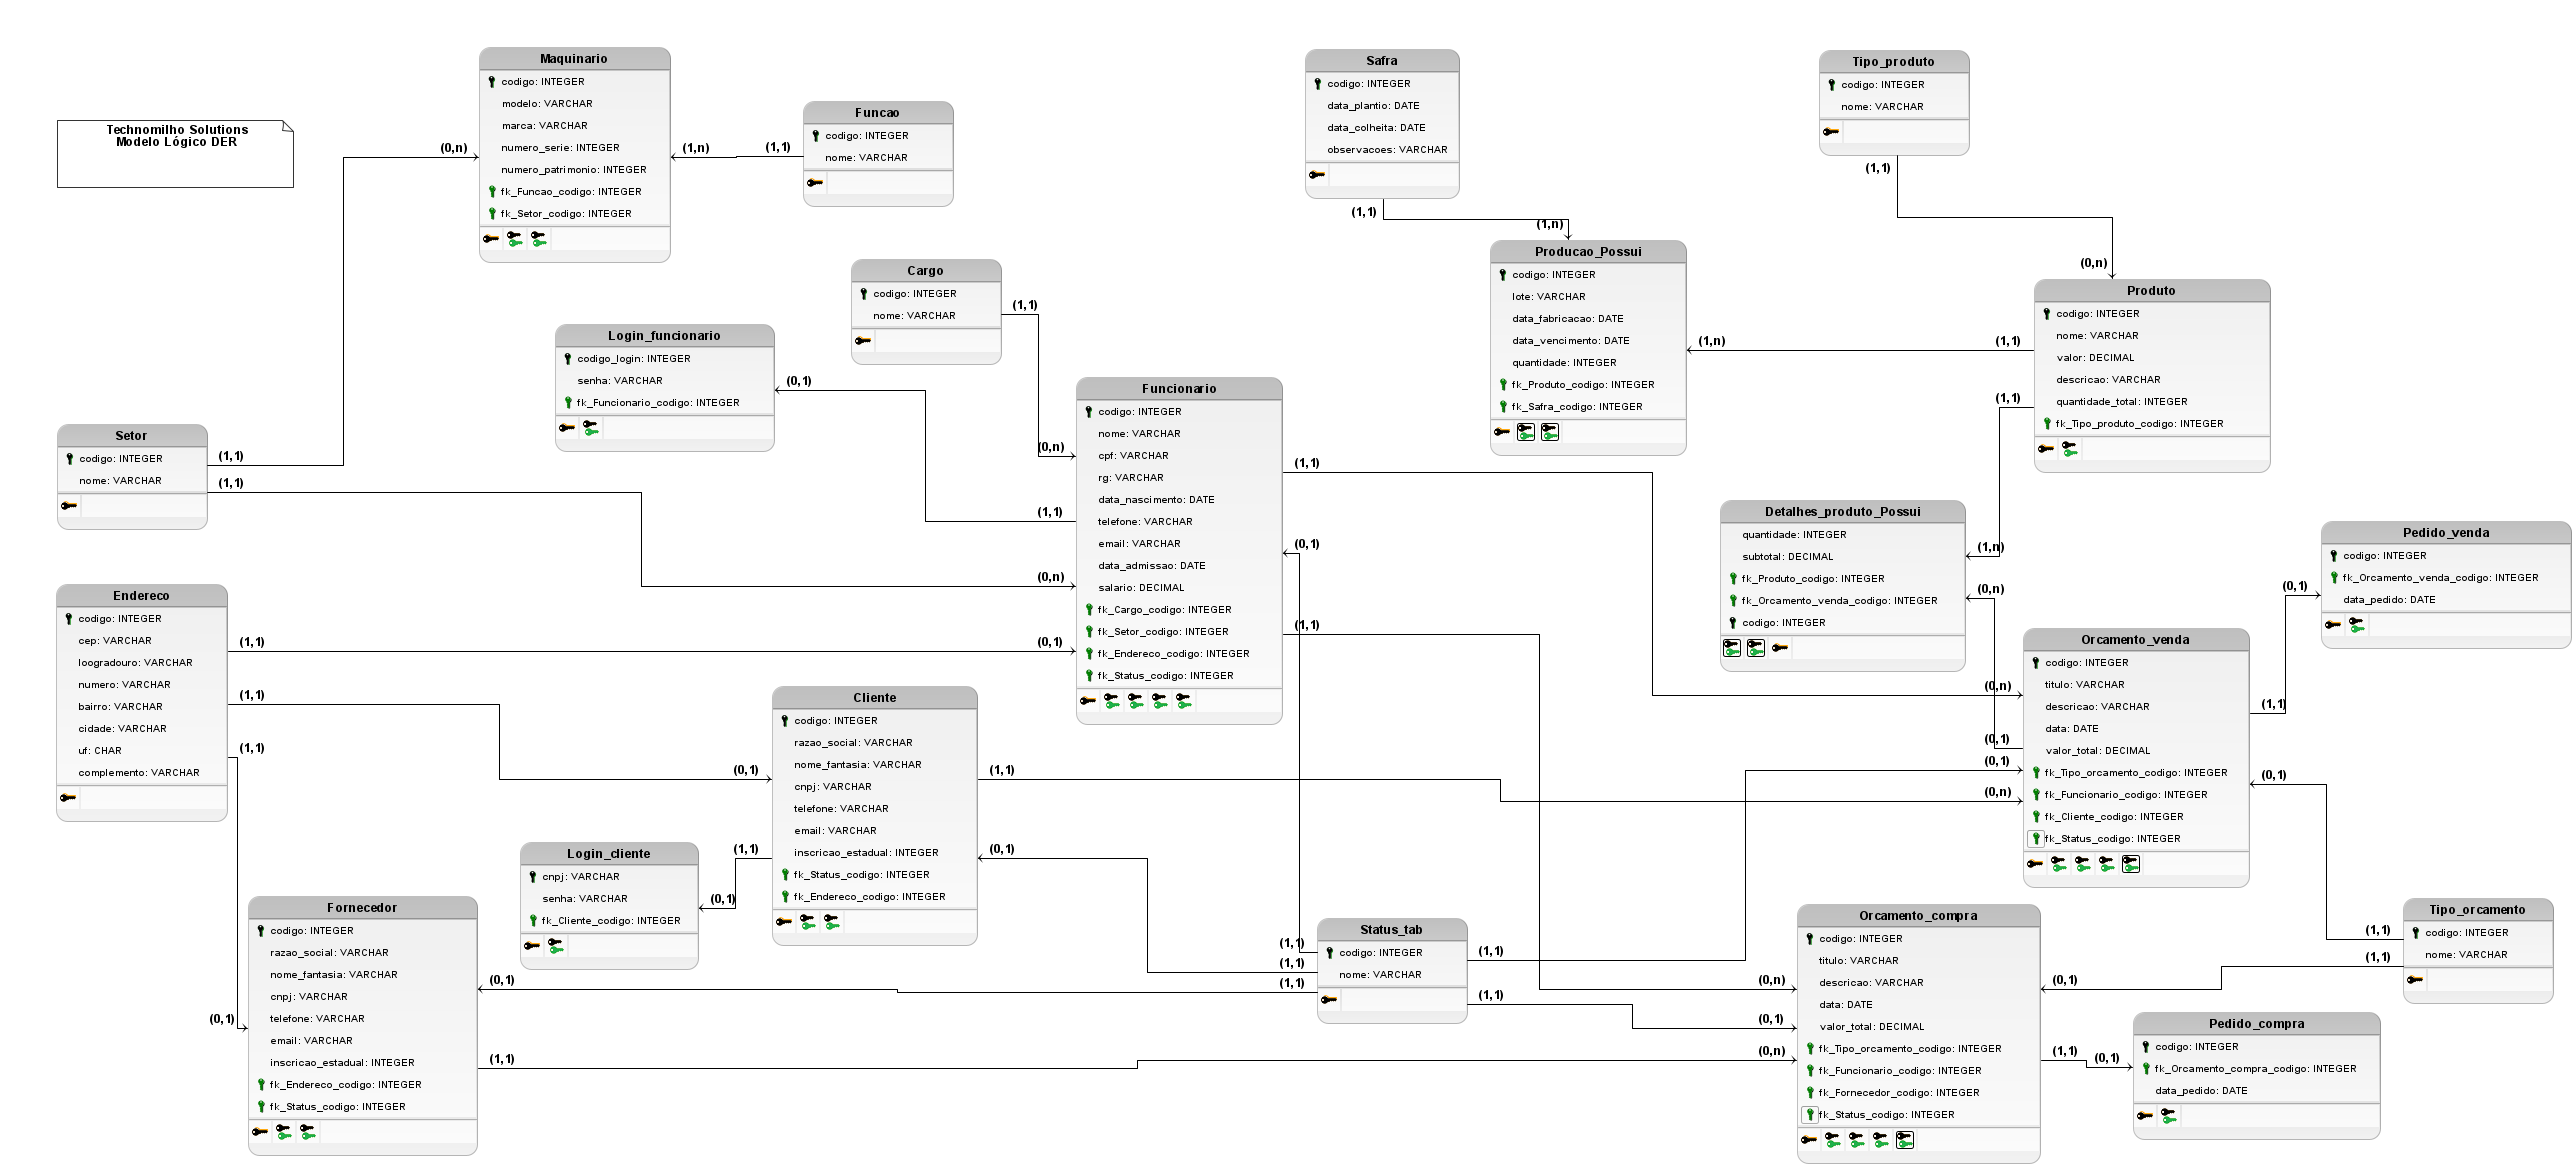 Technomilho Solutions
Modelo Lógico DER
Maquinario
codigo: INTEGER
modelo: VARCHAR
marca: VARCHAR
numero_serie: INTEGER
numero_patrimonio: INTEGER
fk_Funcao_codigo: INTEGER
fk_Setor_codigo: INTEGER
(0,n)
(1,n)
(1,1)
Funcao
codigo: INTEGER
nome: VARCHAR
Safra
codigo: INTEGER
data_plantio: DATE
data_colheita: DATE
observacoes: VARCHAR
(1,1)
(1,n)
Tipo_produto
codigo: INTEGER
nome: VARCHAR
(1,1)
(0,n)
Producao_Possui
codigo: INTEGER
lote: VARCHAR
data_fabricacao: DATE
data_vencimento: DATE
quantidade: INTEGER
fk_Produto_codigo: INTEGER
fk_Safra_codigo: INTEGER
(1,n)
(1,1)
Produto
codigo: INTEGER
nome: VARCHAR
valor: DECIMAL
descricao: VARCHAR
quantidade_total: INTEGER
fk_Tipo_produto_codigo: INTEGER
(1,1)
Cargo
codigo: INTEGER
nome: VARCHAR
(1,1)
Login_funcionario
codigo_login: INTEGER
senha: VARCHAR
fk_Funcionario_codigo: INTEGER
(0,1)
(0,n)
(1,1)
(0,n)
(0,1)
Funcionario
codigo: INTEGER
nome: VARCHAR
cpf: VARCHAR
rg: VARCHAR
data_nascimento: DATE
telefone: VARCHAR
email: VARCHAR
data_admissao: DATE
salario: DECIMAL
fk_Cargo_codigo: INTEGER
fk_Setor_codigo: INTEGER
fk_Endereco_codigo: INTEGER
fk_Status_codigo: INTEGER
(1,1)
(0,1)
(1,1)
Setor
codigo: INTEGER
nome: VARCHAR
(1,1)
(1,1)
Detalhes_produto_Possui
quantidade: INTEGER
subtotal: DECIMAL
fk_Produto_codigo: INTEGER
fk_Orcamento_venda_codigo: INTEGER
codigo: INTEGER
(1,n)
(0,n)
Pedido_venda
codigo: INTEGER
fk_Orcamento_venda_codigo: INTEGER
data_pedido: DATE
(0,1)
Endereco
codigo: INTEGER
cep: VARCHAR
loogradouro: VARCHAR
numero: VARCHAR
bairro: VARCHAR
cidade: VARCHAR
uf: CHAR
complemento: VARCHAR
(1,1)
(1,1)
(1,1)
Orcamento_venda
codigo: INTEGER
titulo: VARCHAR
descricao: VARCHAR
data: DATE
valor_total: DECIMAL
fk_Tipo_orcamento_codigo: INTEGER
fk_Funcionario_codigo: INTEGER
fk_Cliente_codigo: INTEGER
fk_Status_codigo: INTEGER
(0,n)
(0,1)
(0,1)
(0,n)
(1,1)
(0,1)
Cliente
codigo: INTEGER
razao_social: VARCHAR
nome_fantasia: VARCHAR
cnpj: VARCHAR
telefone: VARCHAR
email: VARCHAR
inscricao_estadual: INTEGER
fk_Status_codigo: INTEGER
fk_Endereco_codigo: INTEGER
(0,1)
(1,1)
(1,1)
(0,1)
Login_cliente
cnpj: VARCHAR
senha: VARCHAR
fk_Cliente_codigo: INTEGER
(0,1)
Fornecedor
codigo: INTEGER
razao_social: VARCHAR
nome_fantasia: VARCHAR
cnpj: VARCHAR
telefone: VARCHAR
email: VARCHAR
inscricao_estadual: INTEGER
fk_Endereco_codigo: INTEGER
fk_Status_codigo: INTEGER
(0,1)
(0,1)
(1,1)
Status_tab
codigo: INTEGER
nome: VARCHAR
(1,1)
(1,1)
(1,1)
(1,1)
(1,1)
Orcamento_compra
codigo: INTEGER
titulo: VARCHAR
descricao: VARCHAR
data: DATE
valor_total: DECIMAL
fk_Tipo_orcamento_codigo: INTEGER
fk_Funcionario_codigo: INTEGER
fk_Fornecedor_codigo: INTEGER
fk_Status_codigo: INTEGER
(0,n)
(0,1)
(0,n)
(0,1)
(1,1)
Tipo_orcamento
codigo: INTEGER
nome: VARCHAR
(1,1)
(1,1)
Pedido_compra
codigo: INTEGER
fk_Orcamento_compra_codigo: INTEGER
data_pedido: DATE
(0,1)